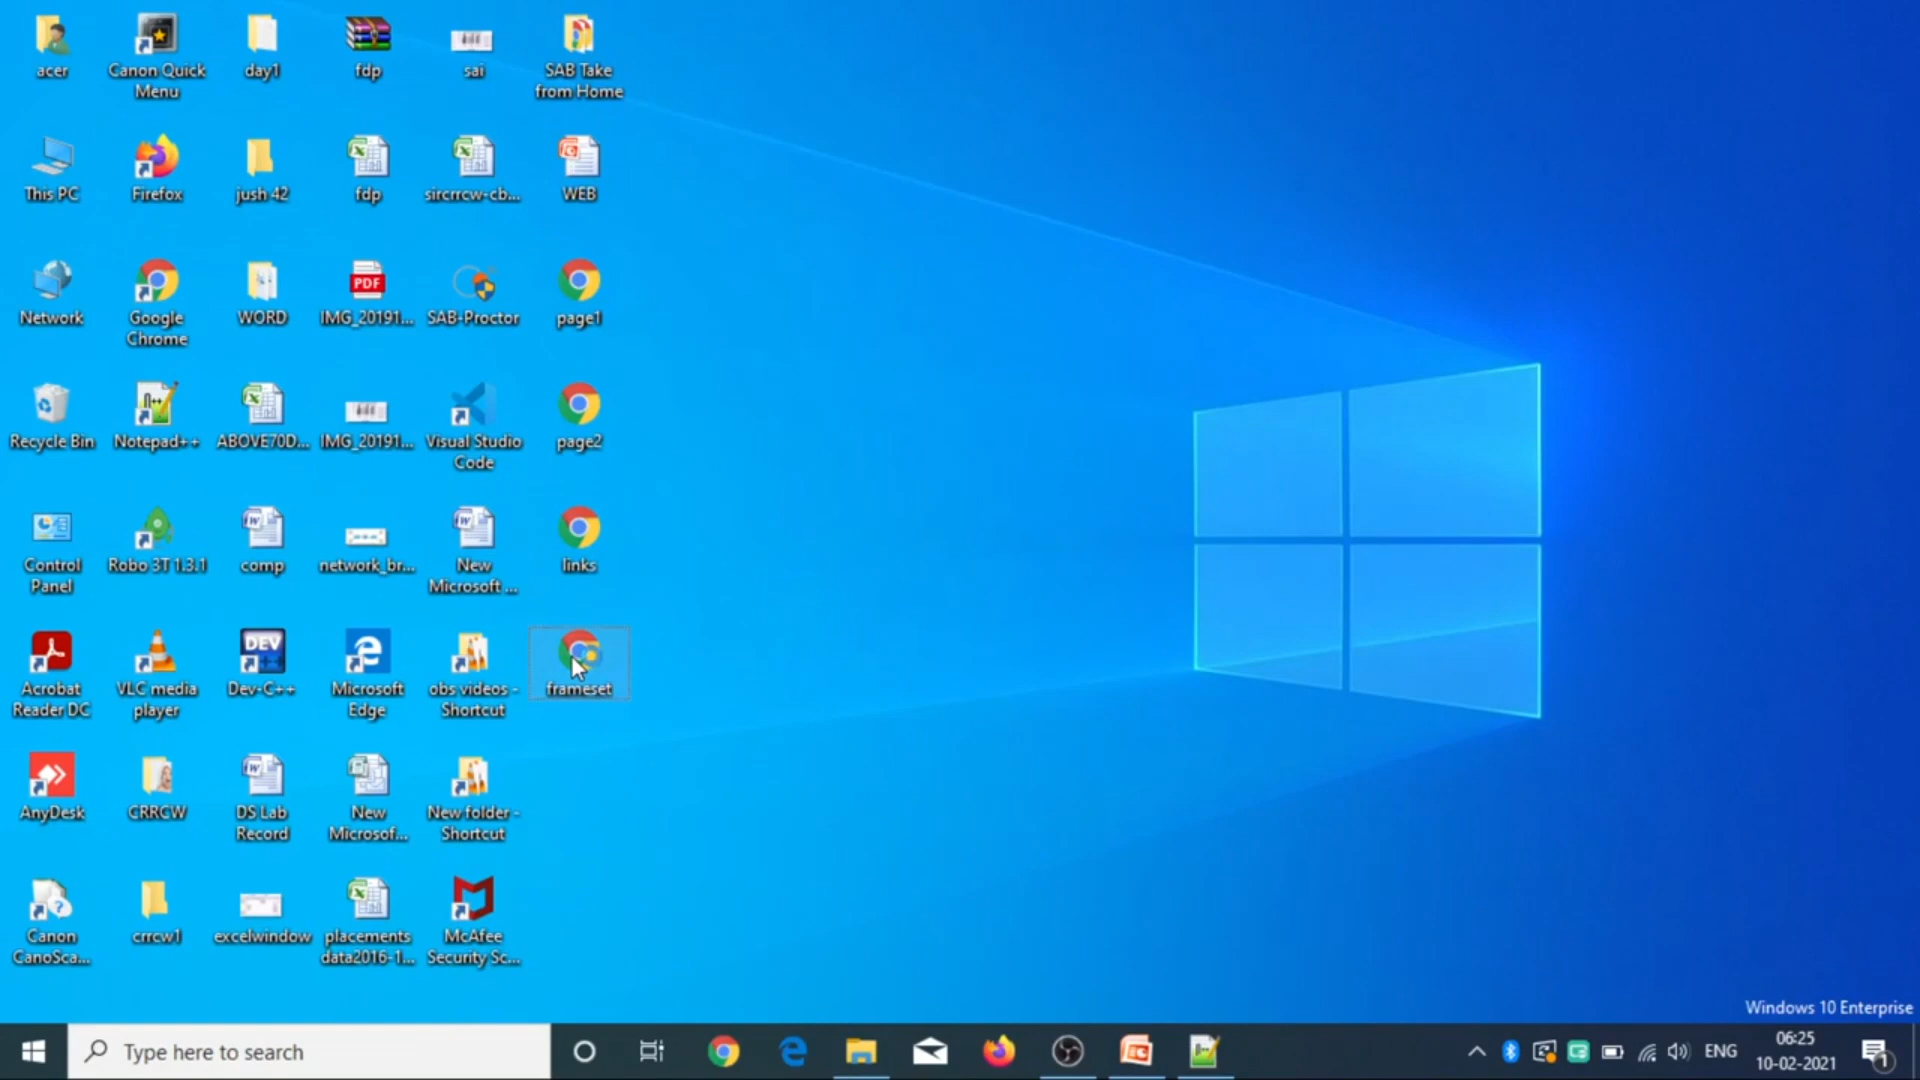 acer
Canon Quick
Menu
day1
fdp
sai
SAB Take
from Home
This PC
Firefox
jush 42
fdp
sircrrcw-cb...
WEB
Network
Google
Chrome
WORD
PDF
IMG_20191...
SAB-Proctor
page1
Recycle Bin
Notepad++
ABOVE70D...
IMG_20191...
Visual Studio
Code
page2
Control
Panel
Robo 3T 1.3.1
comp
network_br...
New
Microsoft ...
links
Acrobat
Reader DC
VLC media
player
DEV
Dev-C++
Microsoft
Edge
obs videos -
Shortcut
frameset
AnyDesk
CRRCW
DS Lab
Record
New
Microsof...
New folder -
Shortcut
Canon
CanoSca...
crrcw1
excelwindow
placements
data2016-1...
McAfee
Security Sc...
Windows 10 Enterprise
Type here to search
ENG
06:25
10-02-2021
1